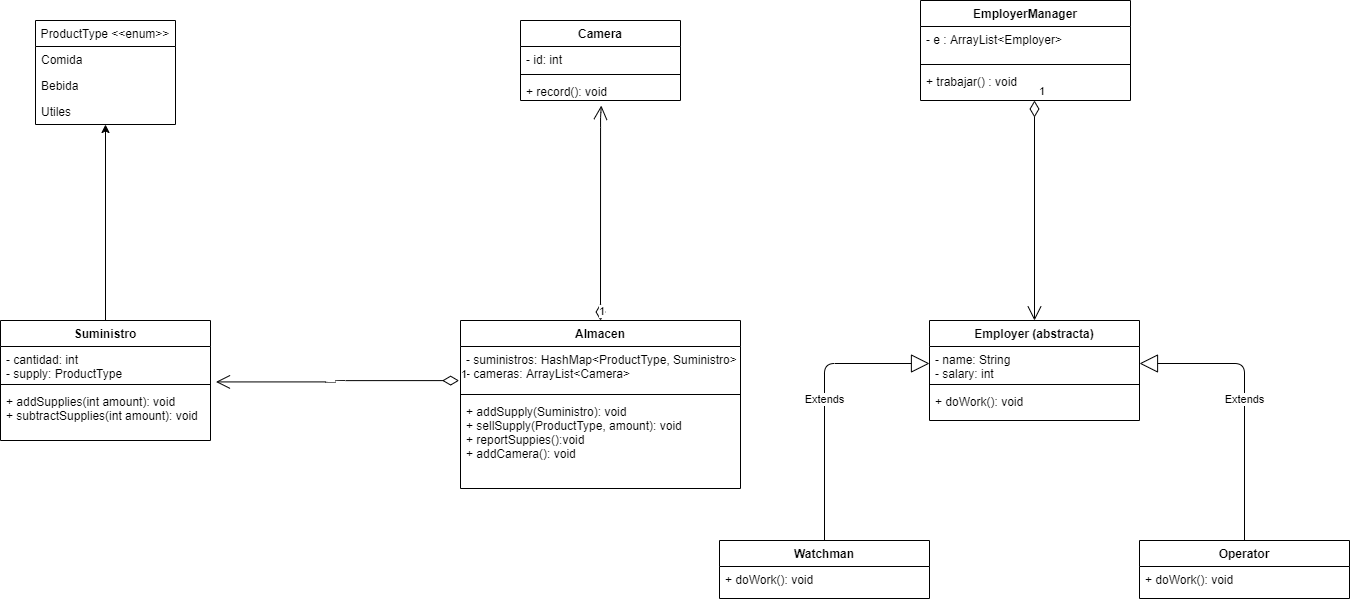 ProductType <<enum>>
Comida
Bebida
Utiles
Camera
- id: int
+ record(): void
EmployerManager
- e : ArrayList<Employer>
+ trabajar() : void
1
Suministro
- cantidad: int
- supply: ProductType
+ addSupplies(int amount): void
+ subtractSupplies(int amount): void
1
Almacen
- suministros: HashMap<ProductType, Suministro>
1
- cameras: ArrayList<Camera>
+ addSupply(Suministro): void
+ sellSupply(ProductType, amount): void
+ reportSuppies():void
+ addCamera(): void
Employer (abstracta)
- name: String
- salary: int
+ doWork(): void
Extends
Extends
Watchman
+ doWork(): void
Operator
+ doWork(): void